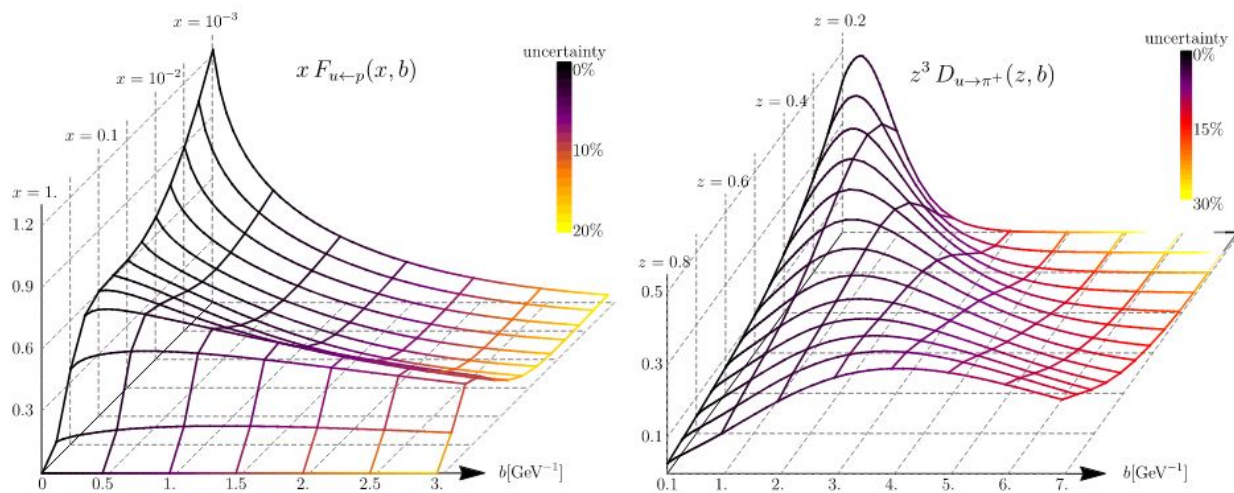 x = 10⁻³
x = 10⁻²
x = 0.1
x = 1.
x F_{u←p}(x, b)
uncertainty
0%
10%
20%
1.2
0.9
0.6
0.3
0 0.5 1. 1.5 2. 2.5 3. b[GeV⁻¹]
z = 0.2
z = 0.4
z = 0.6
z = 0.8
z³ D_{u→π⁺}(z, b)
uncertainty
0%
15%
30%
0.5
0.3
0.1
0.1 1. 2. 3. 4. 5. 6. 7. b[GeV⁻¹]